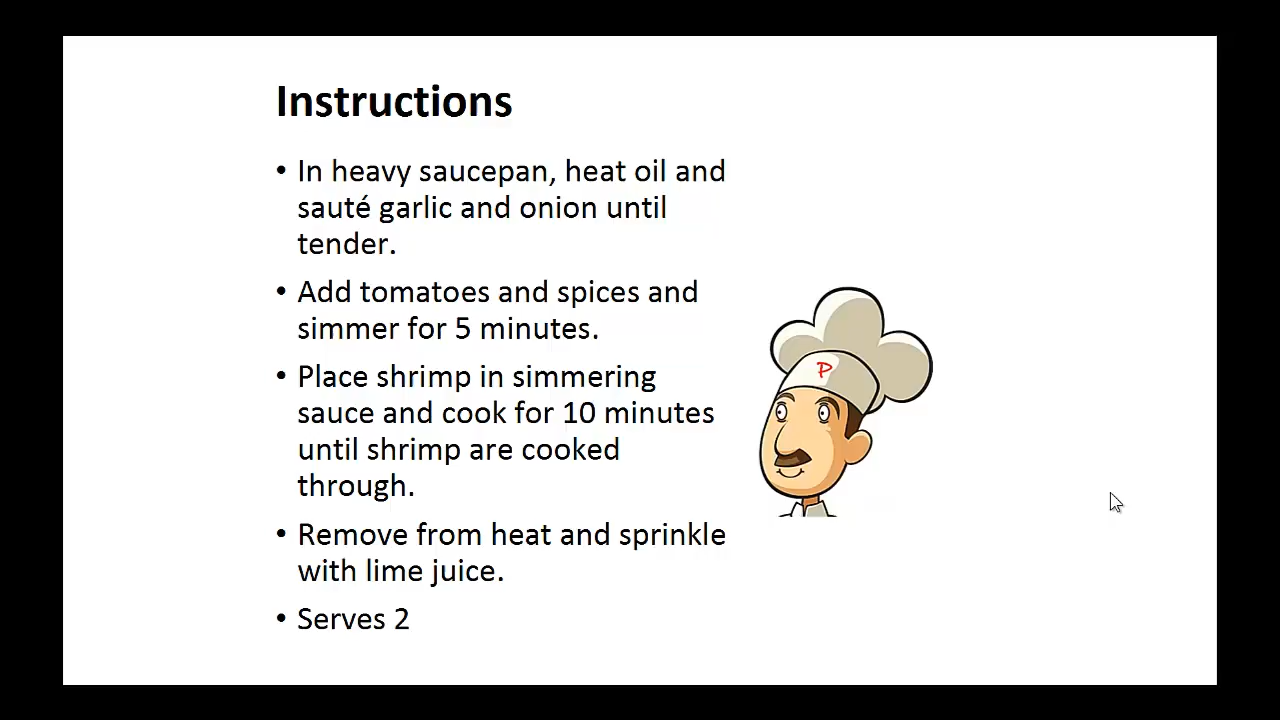 Instructions
• In heavy saucepan, heat oil and
sauté garlic and onion until
tender.
• Add tomatoes and spices and
simmer for 5 minutes.
• Place shrimp in simmering
sauce and cook for 10 minutes
until shrimp are cooked
through.
• Remove from heat and sprinkle
with lime juice.
• Serves 2
P